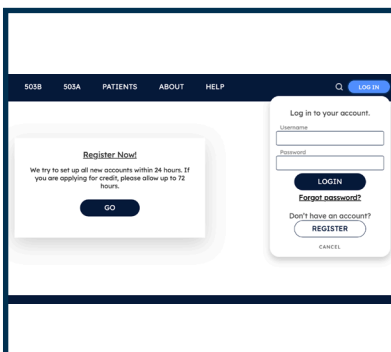 503B 503A PATIENTS ABOUT HELP LOG IN
Register Now!
We try to set up all new accounts within 24 hours. If
you are applying for credit, please allow up to 72
hours.
GO
Log in to your account.
Username
Password
LOGIN
Forgot password?
Don't have an account?
REGISTER
CANCEL